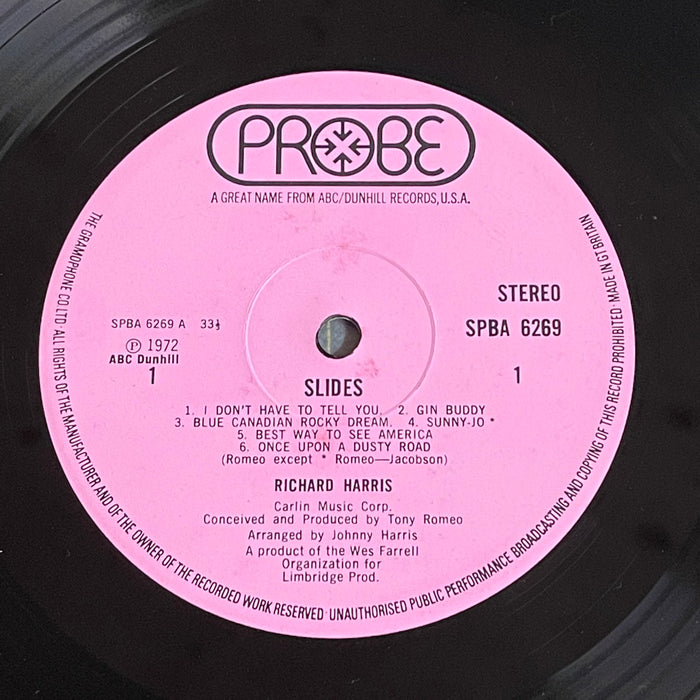 PROBE
A GREAT NAME FROM ABC/DUNHILL RECORDS, U.S.A.
STEREO
SPBA 6269 A 33⅓
SPBA 6269
Ⓟ 1972
ABC Dunhill
1
1
SLIDES
1. I DON'T HAVE TO TELL YOU. 2. GIN BUDDY
3. BLUE CANADIAN ROCKY DREAM. 4. SUNNY-JO *
5. BEST WAY TO SEE AMERICA
6. ONCE UPON A DUSTY ROAD
(Romeo except * Romeo—Jacobson)
RICHARD HARRIS
Carlin Music Corp.
Conceived and Produced by Tony Romeo
Arranged by Johnny Harris
A product of the Wes Farrell
Organization for
Limbridge Prod.
THE GRAMOPHONE CO LTD · ALL RIGHTS OF THE MANUFACTURER AND OF THE OWNER OF THE RECORDED WORK RESERVED · UNAUTHORISED PUBLIC PERFORMANCE BROADCASTING AND COPYING OF THIS RECORD PROHIBITED · MADE IN GT BRITAIN